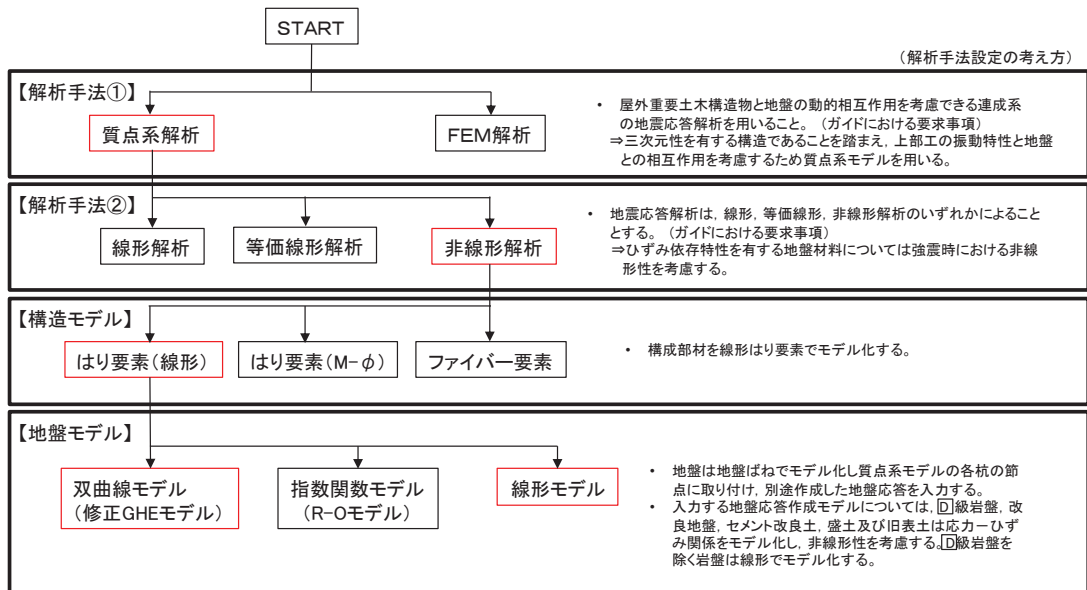 START
(解析手法設定の考え方)
【解析手法①】
質点系解析
FEM解析
・ 屋外重要土木構造物と地盤の動的相互作用を考慮できる連成系
の地震応答解析を用いること。（ガイドにおける要求事項）
⇒三次元性を有する構造であることを踏まえ，上部工の振動特性と地盤
との相互作用を考慮するため質点系モデルを用いる。
【解析手法②】
線形解析
等価線形解析
非線形解析
・ 地震応答解析は，線形，等価線形，非線形解析のいずれかによること
とする。（ガイドにおける要求事項）
⇒ひずみ依存特性を有する地盤材料については強震時における非線
形性を考慮する。
【構造モデル】
はり要素(線形)
はり要素(M-φ)
ファイバー要素
・ 構成部材を線形はり要素でモデル化する。
【地盤モデル】
双曲線モデル
(修正GHEモデル)
指数関数モデル
(R-Oモデル)
線形モデル
・ 地盤は地盤ばねでモデル化し質点系モデルの各杭の節
点に取り付け，別途作成した地盤応答を入力する。
・ 入力する地盤応答作成モデルについては，D級岩盤，改
良地盤，セメント改良土，盛土及び旧表土は応力ーひず
み関係をモデル化し，非線形性を考慮する。D級岩盤を
除く岩盤は線形でモデル化する。